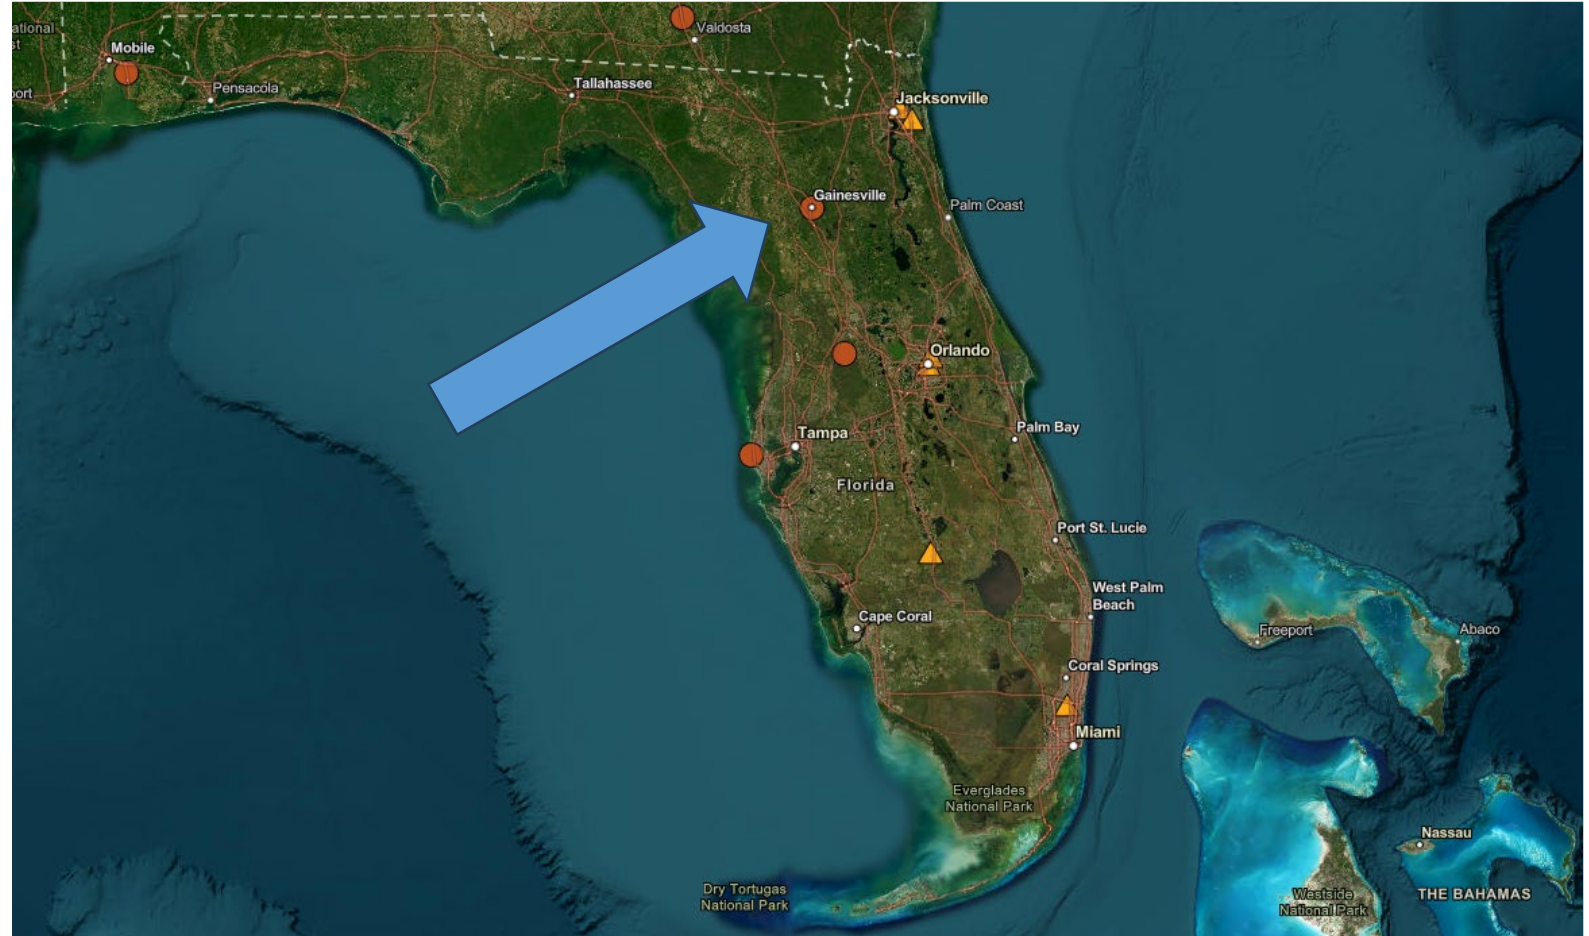 ational
st
Mobile
ort
Pensacola
Tallahassee
Valdosta
Jacksonville
Gainesville
Palm Coast
Orlando
Tampa
Palm Bay
Florida
Port St. Lucie
West Palm
Beach
Cape Coral
Freeport
Abaco
Coral Springs
Miami
Everglades
National Park
Nassau
Dry Tortugas
National Park
Westside
National Park
THE BAHAMAS